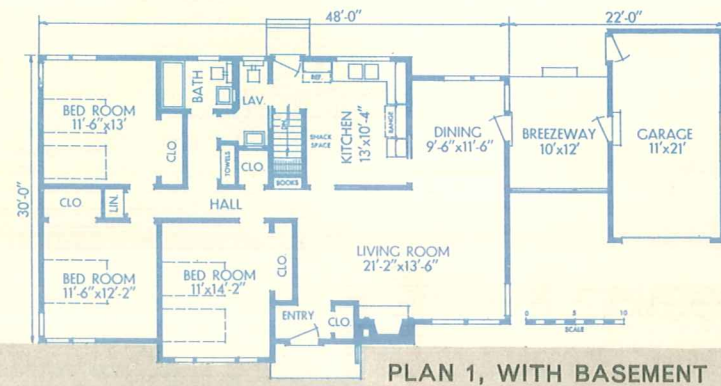 48'-0"
22'-0"
30'-0"
BED ROOM
11'-6"x13'
CLO
BATH
LAV.
TOWELS
CLO
BOOKS
REF.
SNACK
SPACE
KITCHEN
13'x10'-4"
RANGE
DINING
9'-6"x11'-6"
BREEZEWAY
10'x12'
GARAGE
11'x21'
CLO
LIN.
HALL
BED ROOM
11'-6"x12'-2"
BED ROOM
11'x14'-2"
CLO.
LIVING ROOM
21'-2"x13'-6"
ENTRY
CLO.
0 5 10
SCALE
PLAN 1, WITH BASEMENT